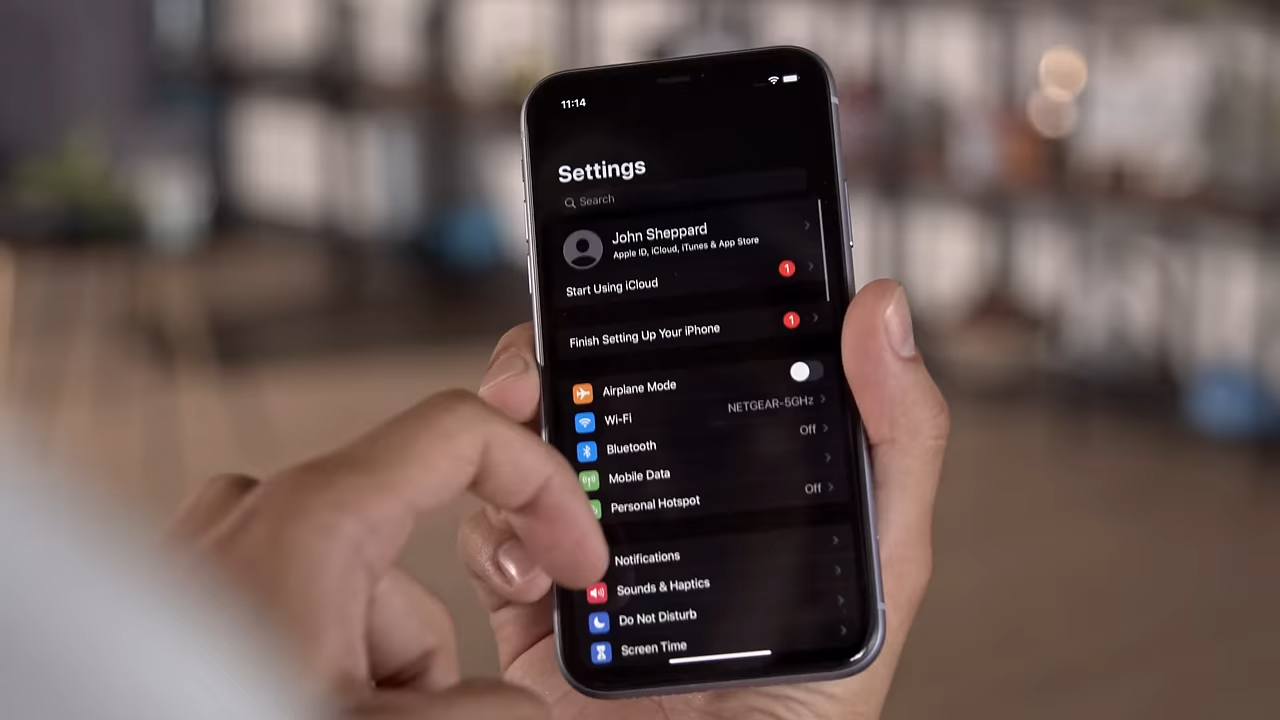 11:14
Settings
Search
John Sheppard
Apple ID, iCloud, iTunes & App Store
Start Using iCloud 1
Finish Setting Up Your iPhone 1
Airplane Mode
Wi-Fi NETGEAR-5GHz
Bluetooth Off
Mobile Data
Personal Hotspot Off
Notifications
Sounds & Haptics
Do Not Disturb
Screen Time